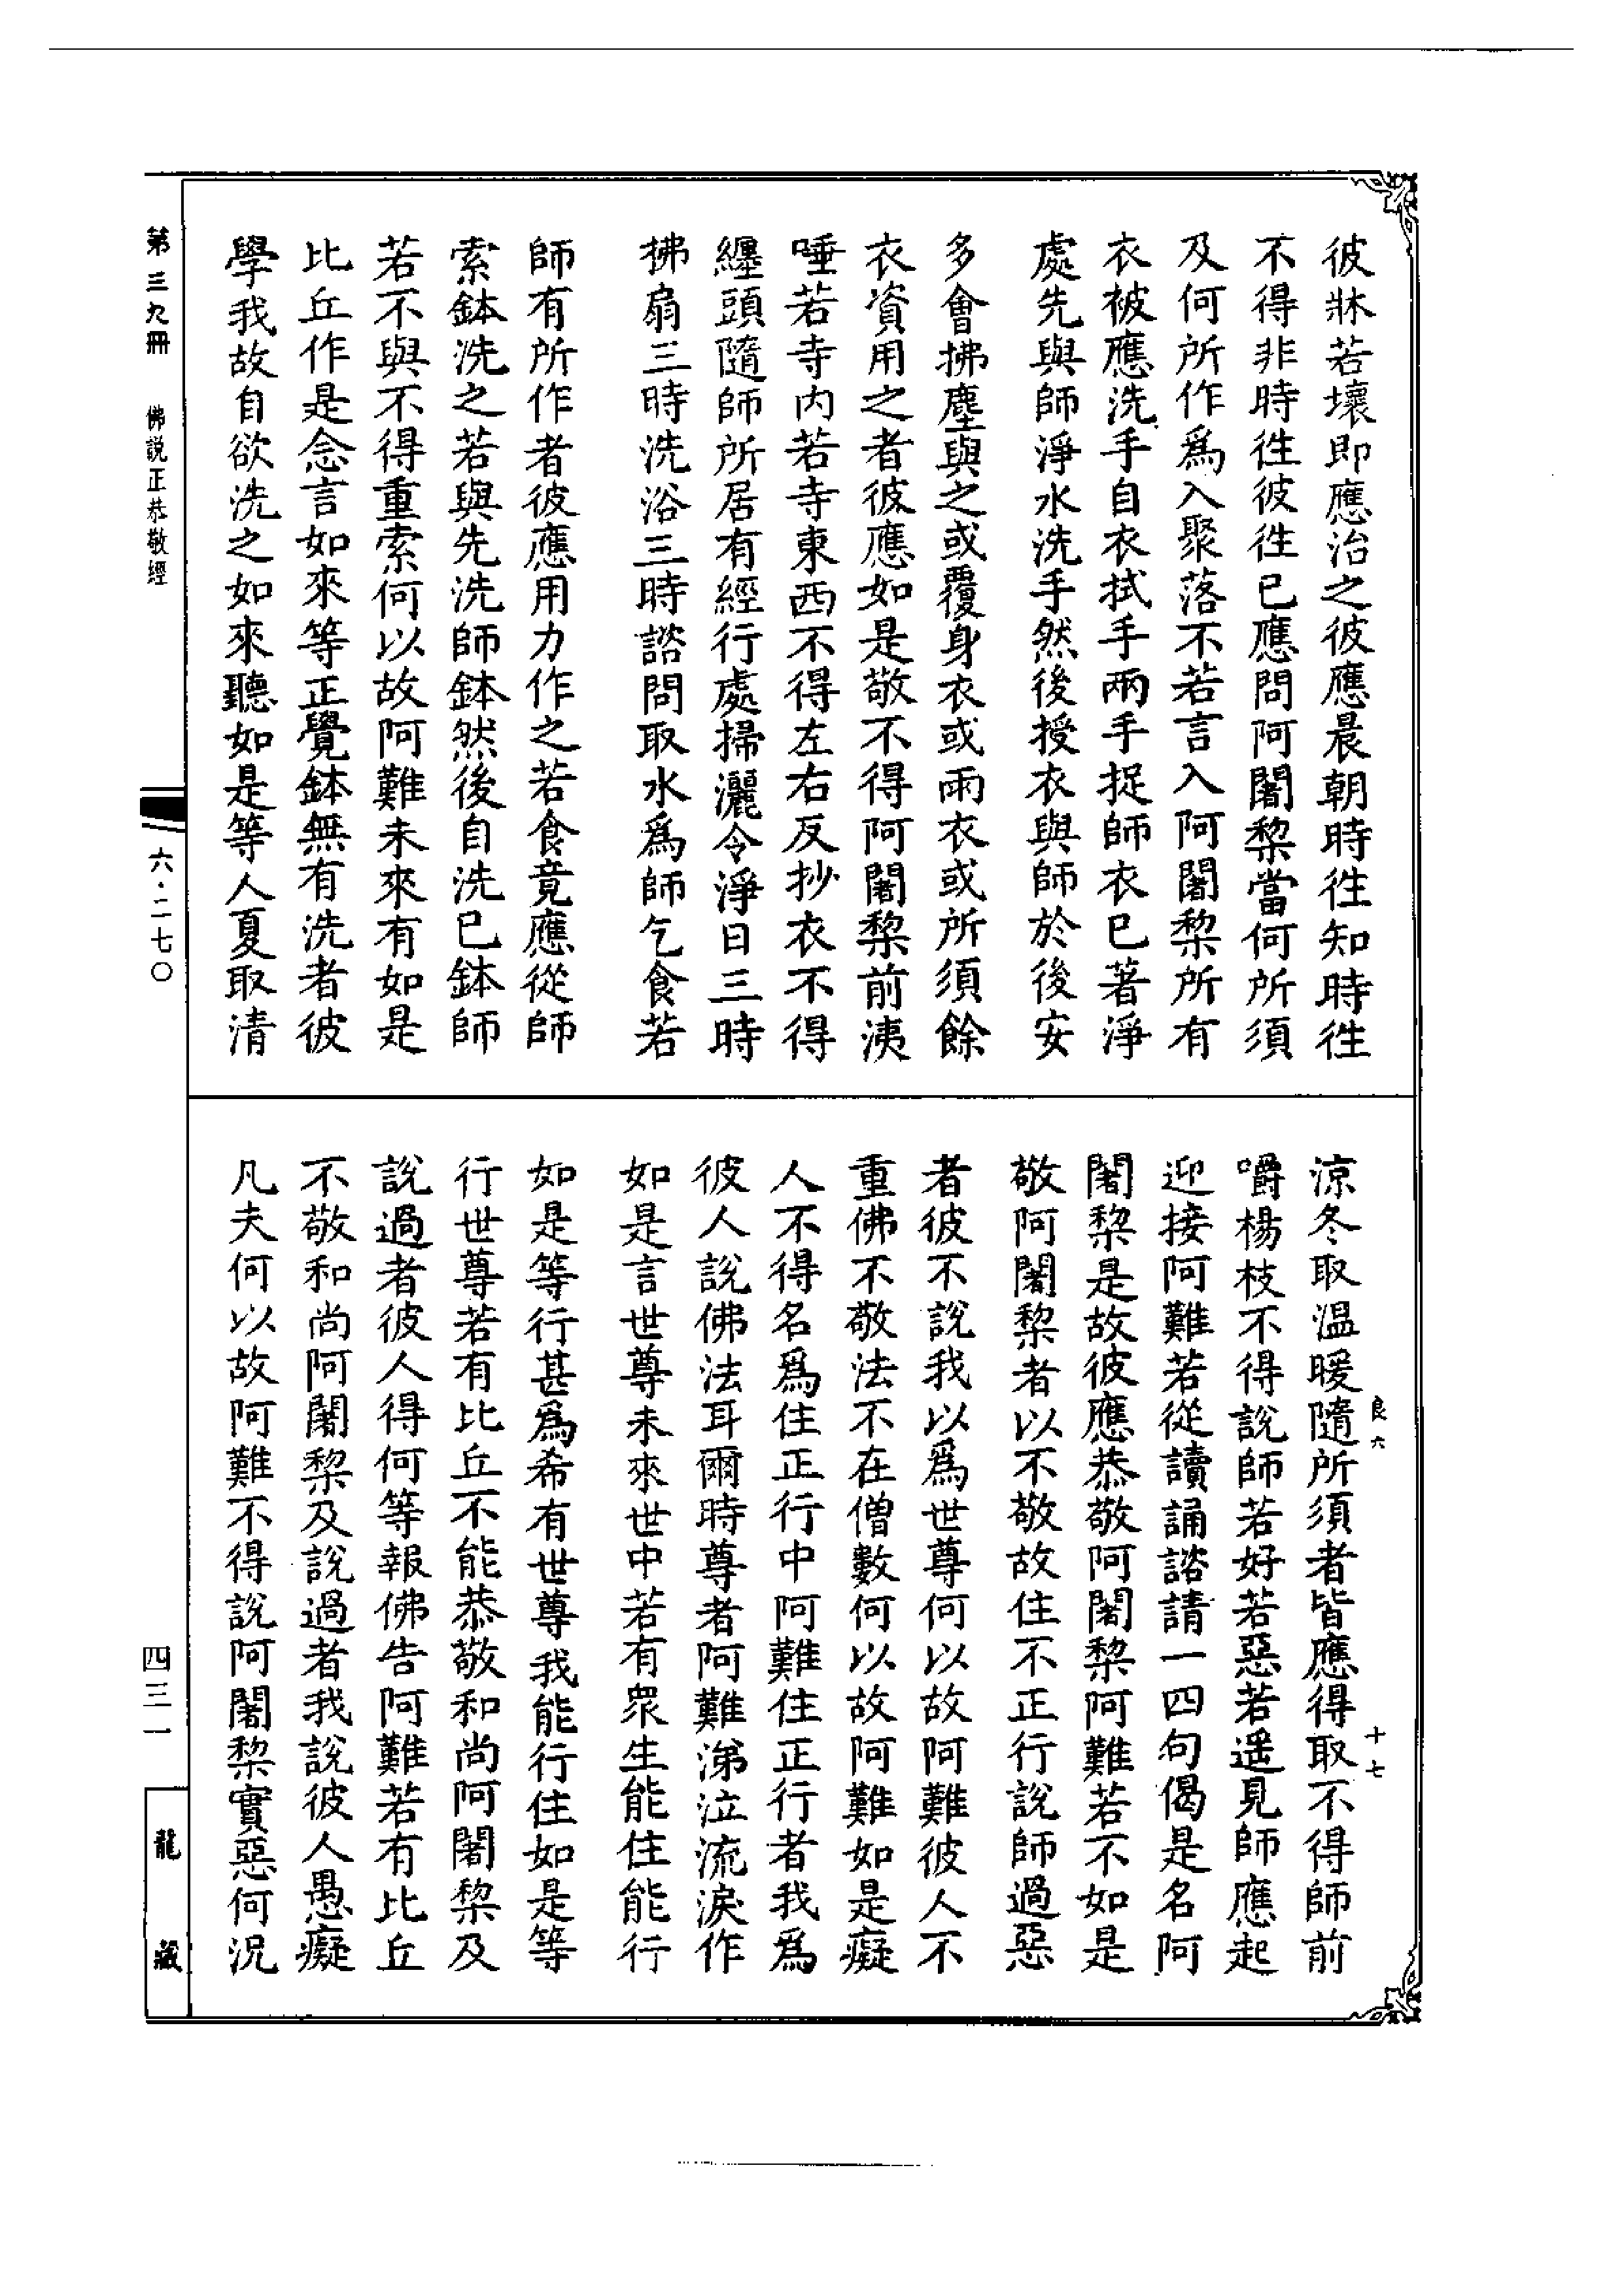 彼牀若壞即應治之彼應晨朝時徃知時徃
不得非時徃彼徃已應問阿闍棃當何所須
及何所作爲入聚落不若言入阿闍棃所有
衣被應洗手自衣拭手兩手捉師衣已著淨
處先與師淨水洗手然後授衣與師於後安
多會拂塵與之或覆身衣或雨衣或所須餘
衣資用之者彼應如是敬不得阿闍棃前洟
唾若寺内若寺東西不得左右反抄衣不得
纏頭隨師所居有經行處掃灑令淨日三時
拂扇三時洗浴三時諮問取水爲師乞食若
師有所作者彼應用力作之若食竟應從師
索鉢洗之若與先洗師鉢然後自洗已鉢師
若不與不得重索何以故阿難未來有如是
比丘作是念言如來等正覺鉢無有洗者彼
學我故自欲洗之如來聽如是等人夏取清
涼冬取温暖隨所須者皆應得取不得師前
嚼楊枝不得說師若好若惡若遥見師應起
迎接阿難若從讀誦諮請一四句偈是名阿
闍棃是故彼應恭敬阿闍棃阿難若不如是
敬阿闍棃者以不敬故住不正行說師過惡
者彼不說我以爲世尊何以故阿難彼人不
重佛不敬法不在僧數何以故阿難如是癡
人不得名爲住正行中阿難住正行者我爲
彼人說佛法耳爾時尊者阿難涕泣流淚作
如是言世尊未來世中若有衆生能住能行
如是等行甚爲希有世尊我能行住如是等
行世尊若有比丘不能恭敬和尚阿闍棃及
說過者彼人得何等報佛告阿難若有比丘
不敬和尚阿闍棃及說過者我說彼人愚癡
凡夫何以故阿難不得說阿闍棃實惡何況
良六
十七
第三九冊　佛説正恭敬經
六·二七〇
四三一
龍藏